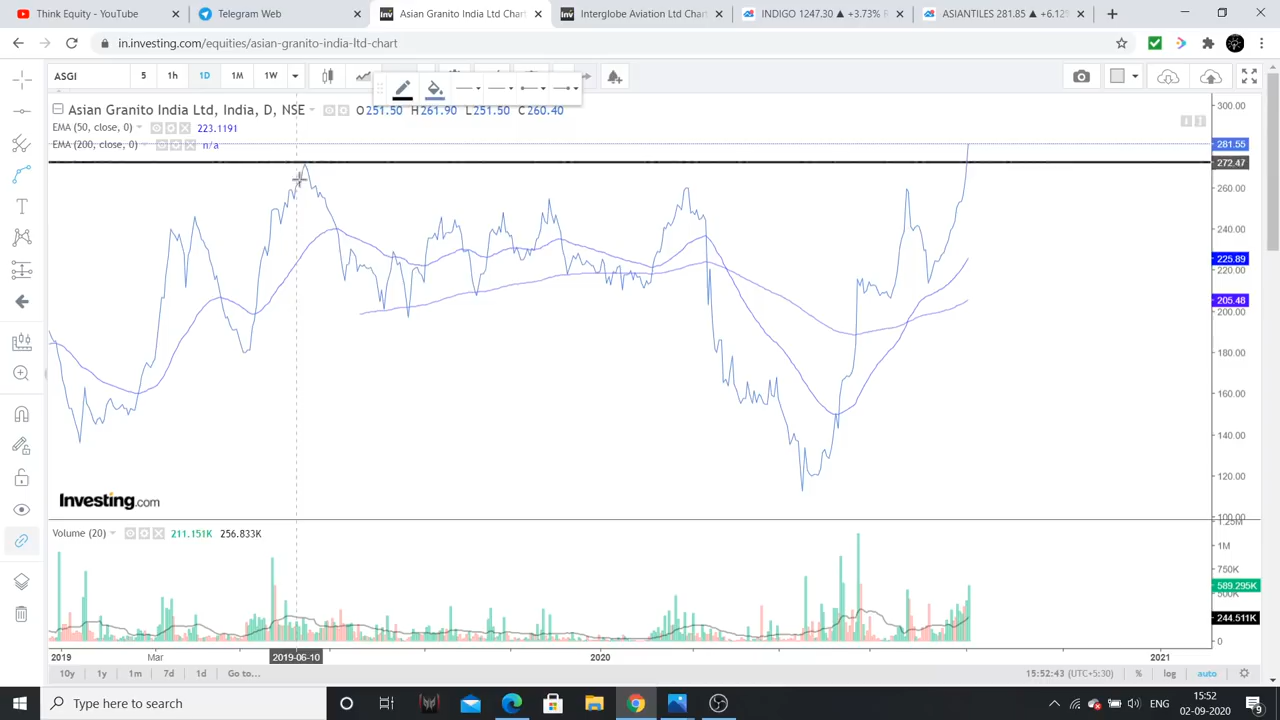 Think Equity - YouTube
Telegram Web
Asian Granito India Ltd Chart
Interglobe Aviation Ltd Chart
INDIGO 1241.80 ▲ +3.73%
ASIANTILES 281.85 ▲ +6.12%
in.investing.com/equities/asian-granito-india-ltd-chart
ASGI 5 1h 1D 1M 1W
Asian Granito India Ltd, India, D, NSE O 251.50 H 261.90 L 251.50 C 260.40
EMA (50, close, 0) 223.1191
EMA (200, close, 0) n/a
300.00
281.55
272.47
260.00
240.00
225.89
220.00
205.48
200.00
180.00
160.00
140.00
120.00
100.00
Investing.com
Volume (20) 211.151K 256.833K
1.25M
1M
750K
589.295K
500K
244.511K
0
2019 Mar 2019-06-10 2020 2021
10y 1y 1m 7d 1d Go to... 15:52:43 (UTC+5:30) % log auto
Type here to search
ENG
15:52
02-09-2020
9